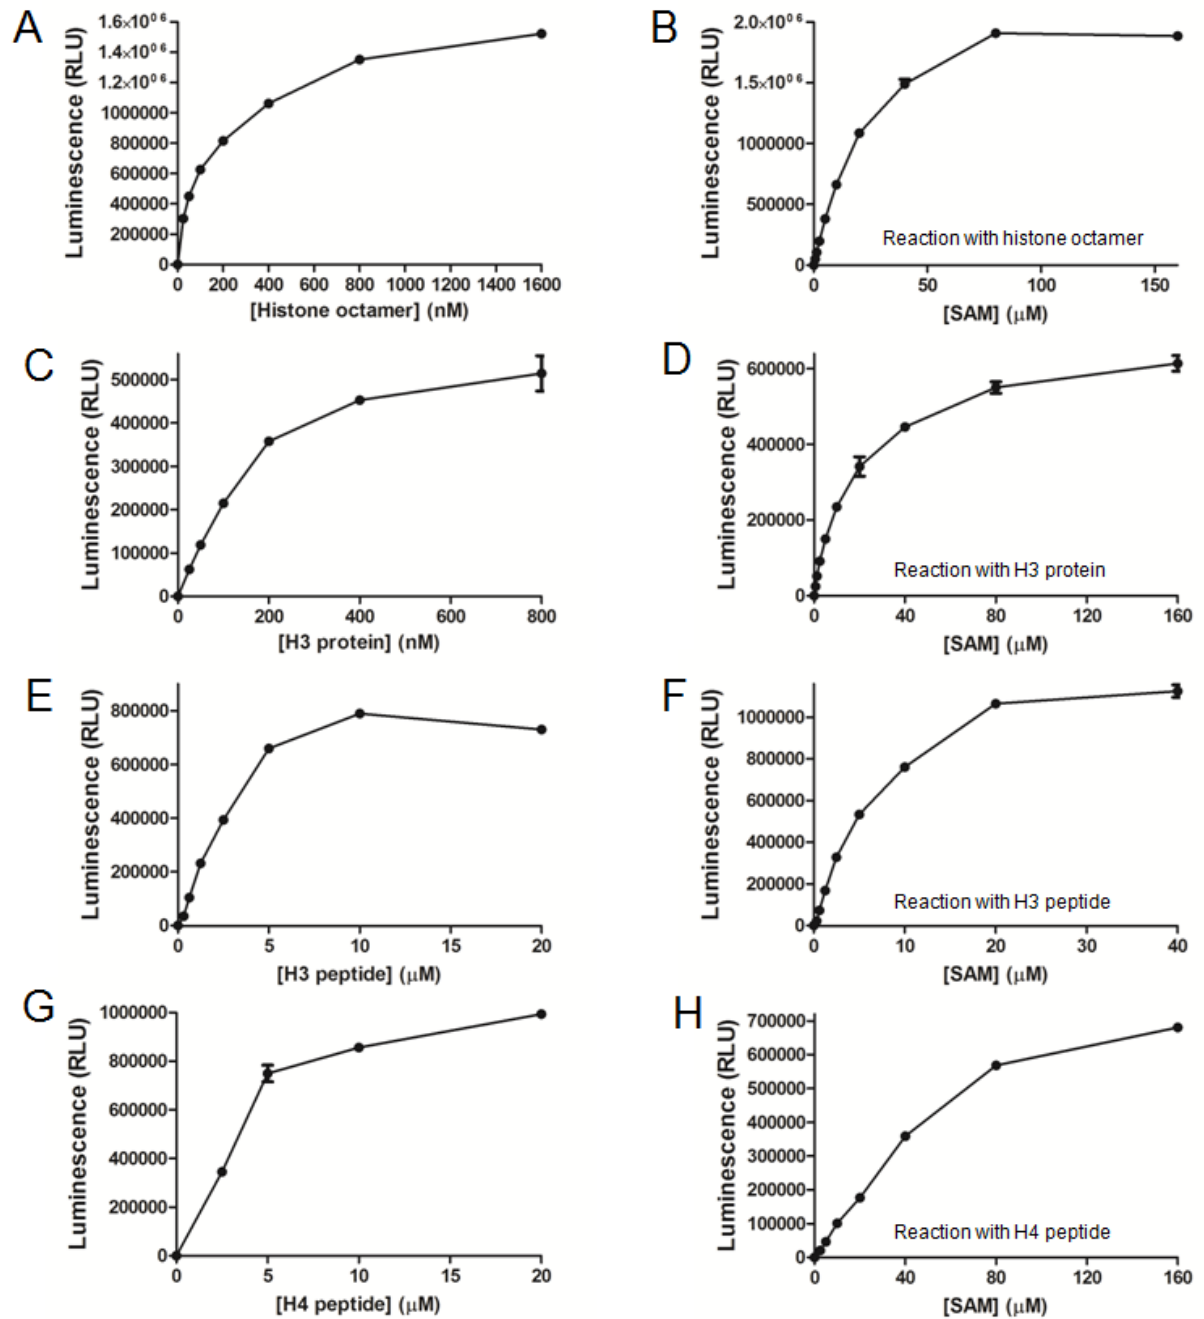 A
Luminescence (RLU)
1.6×10⁰⁶
1.4×10⁰⁶
1.2×10⁰⁶
1000000
800000
600000
400000
200000
0
0 200 400 600 800 1000 1200 1400 1600
[Histone octamer] (nM)
B
Luminescence (RLU)
2.0×10⁰⁶
1.5×10⁰⁶
1000000
500000
0
Reaction with histone octamer
0 50 100 150
[SAM] (μM)
C
Luminescence (RLU)
500000
400000
300000
200000
100000
0
0 200 400 600 800
[H3 protein] (nM)
D
Luminescence (RLU)
600000
400000
200000
0
Reaction with H3 protein
0 40 80 120 160
[SAM] (μM)
E
Luminescence (RLU)
800000
600000
400000
200000
0
0 5 10 15 20
[H3 peptide] (μM)
F
Luminescence (RLU)
1000000
800000
600000
400000
200000
0
Reaction with H3 peptide
0 10 20 30 40
[SAM] (μM)
G
Luminescence (RLU)
1000000
800000
600000
400000
200000
0
0 5 10 15 20
[H4 peptide] (μM)
H
Luminescence (RLU)
700000
600000
500000
400000
300000
200000
100000
0
Reaction with H4 peptide
0 40 80 120 160
[SAM] (μM)